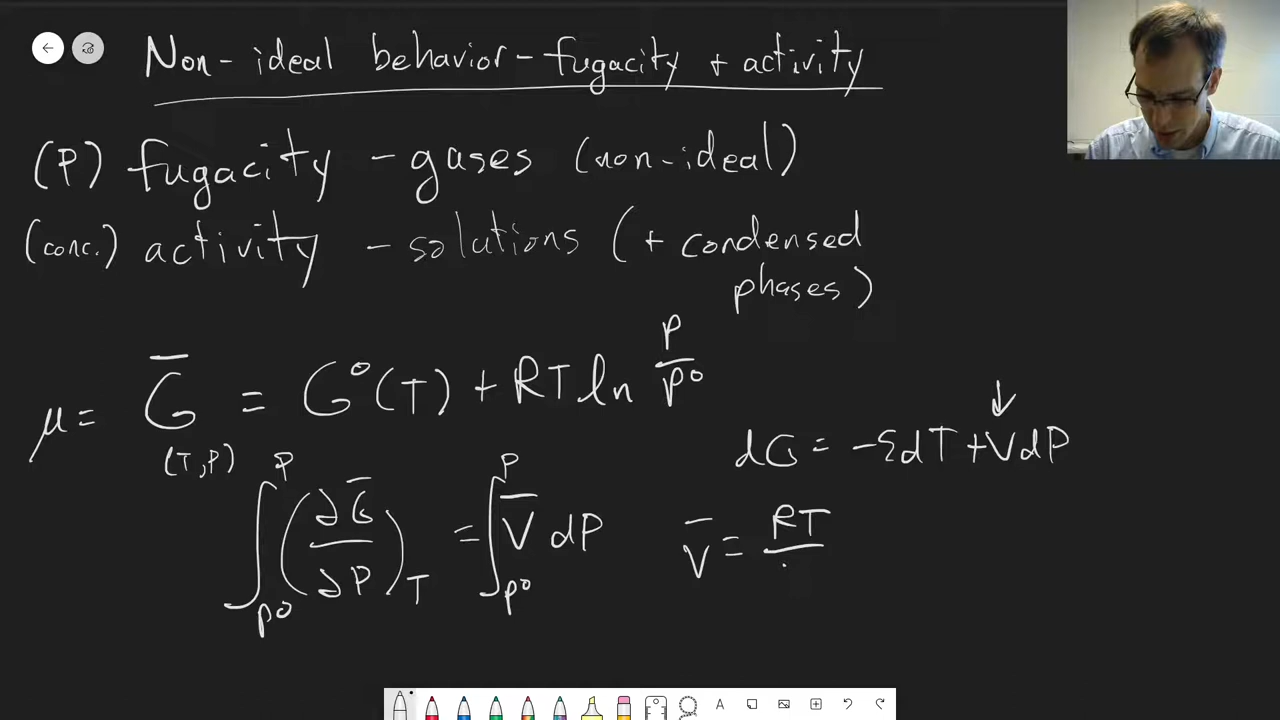 Non-ideal behavior - fugacity + activity
(P) fugacity - gases (non-ideal)
(conc.) activity - solutions (+ condensed
phases)
μ = G̅ (T,P) = G°(T) + RT ln P/P°
dG = -SdT + VdP
∫_{P°}^{P} (∂G̅/∂P)_T = ∫_{P°}^{P} V̅ dP
V̅ = RT/
A